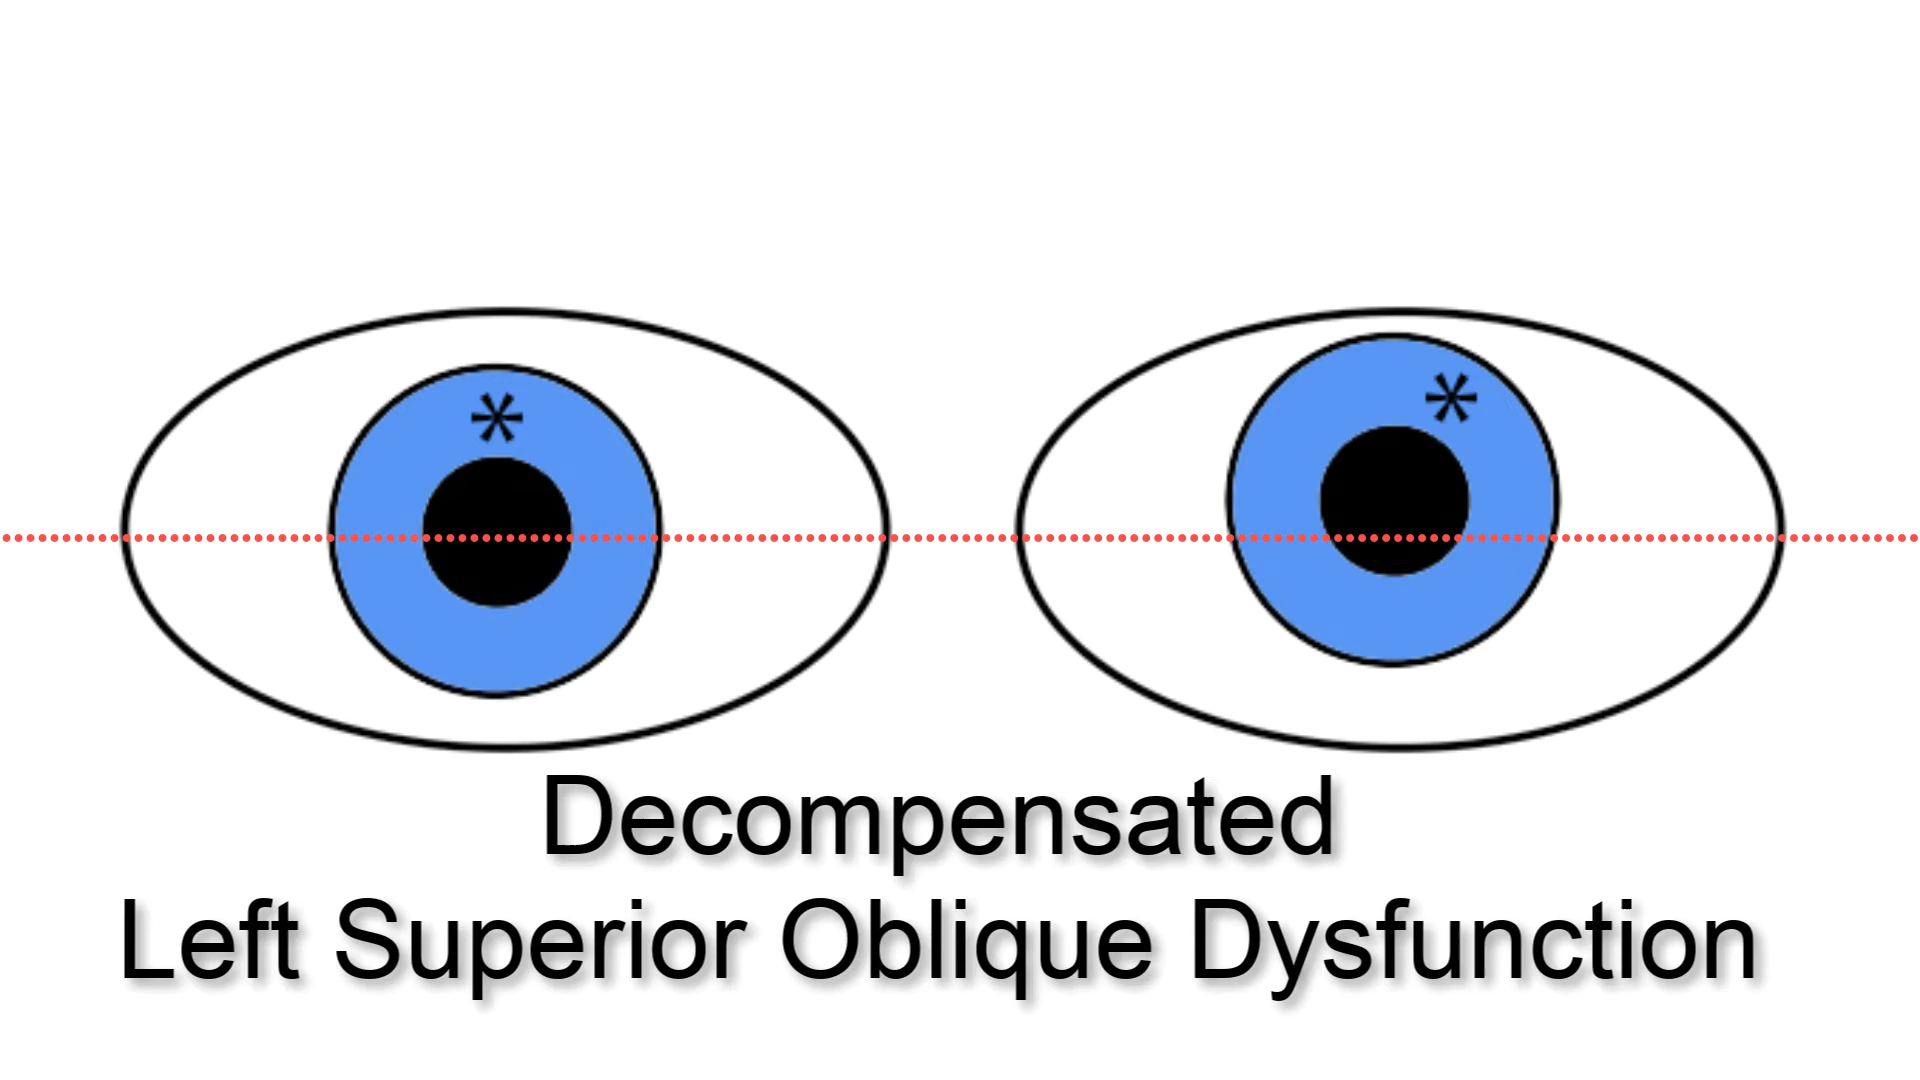 * *
Decompensated
Left Superior Oblique Dysfunction